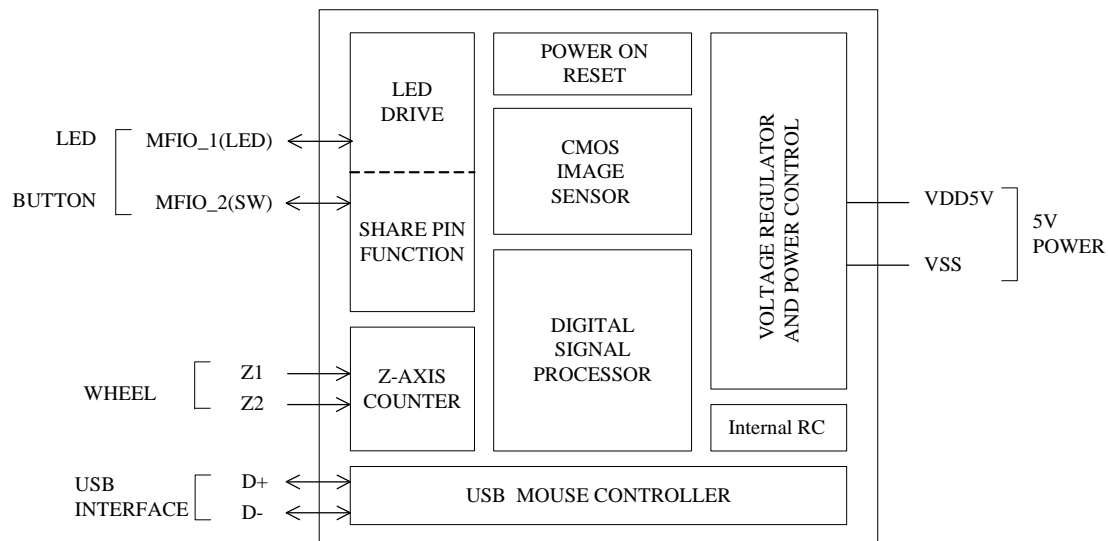 LED
BUTTON
MFIO_1(LED)
MFIO_2(SW)
WHEEL
Z1
Z2
USB
INTERFACE
D+
D-
LED
DRIVE
SHARE PIN
FUNCTION
Z-AXIS
COUNTER
POWER ON
RESET
CMOS
IMAGE
SENSOR
DIGITAL
SIGNAL
PROCESSOR
VOLTAGE REGULATOR
AND POWER CONTROL
Internal RC
USB MOUSE CONTROLLER
VDD5V
VSS
5V
POWER